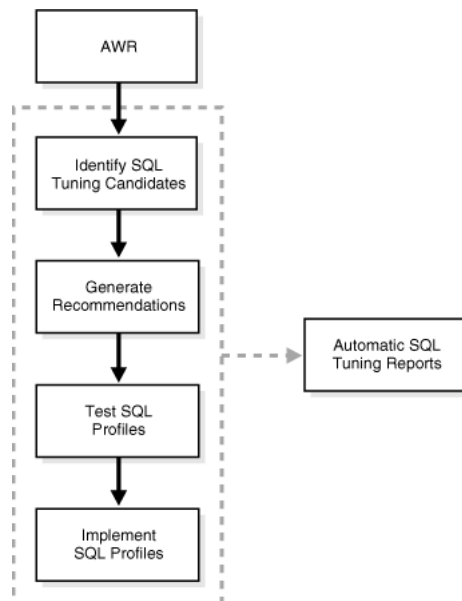 AWR
Identify SQL
Tuning Candidates
Generate
Recommendations
Automatic SQL
Tuning Reports
Test SQL
Profiles
Implement
SQL Profiles